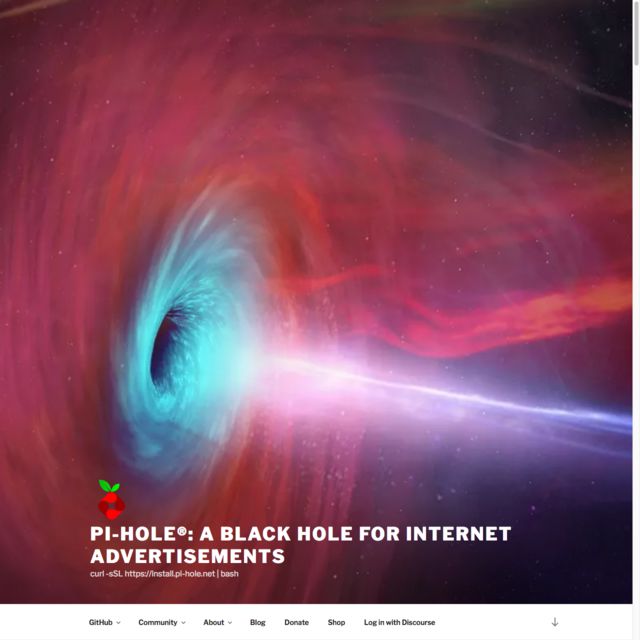 PI-HOLE®: A BLACK HOLE FOR INTERNET
ADVERTISEMENTS
curl -sSL https://install.pi-hole.net | bash
GitHub Community About Blog Donate Shop Log in with Discourse